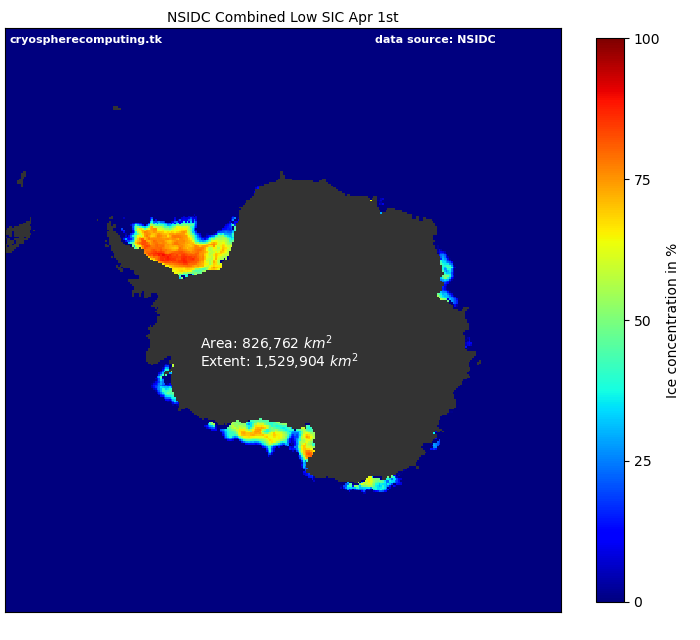 NSIDC Combined Low SIC Apr 1st
cryospherecomputing.tk
data source: NSIDC
Area: 826,762 km²
Extent: 1,529,904 km²
100
75
50
25
0
Ice concentration in %